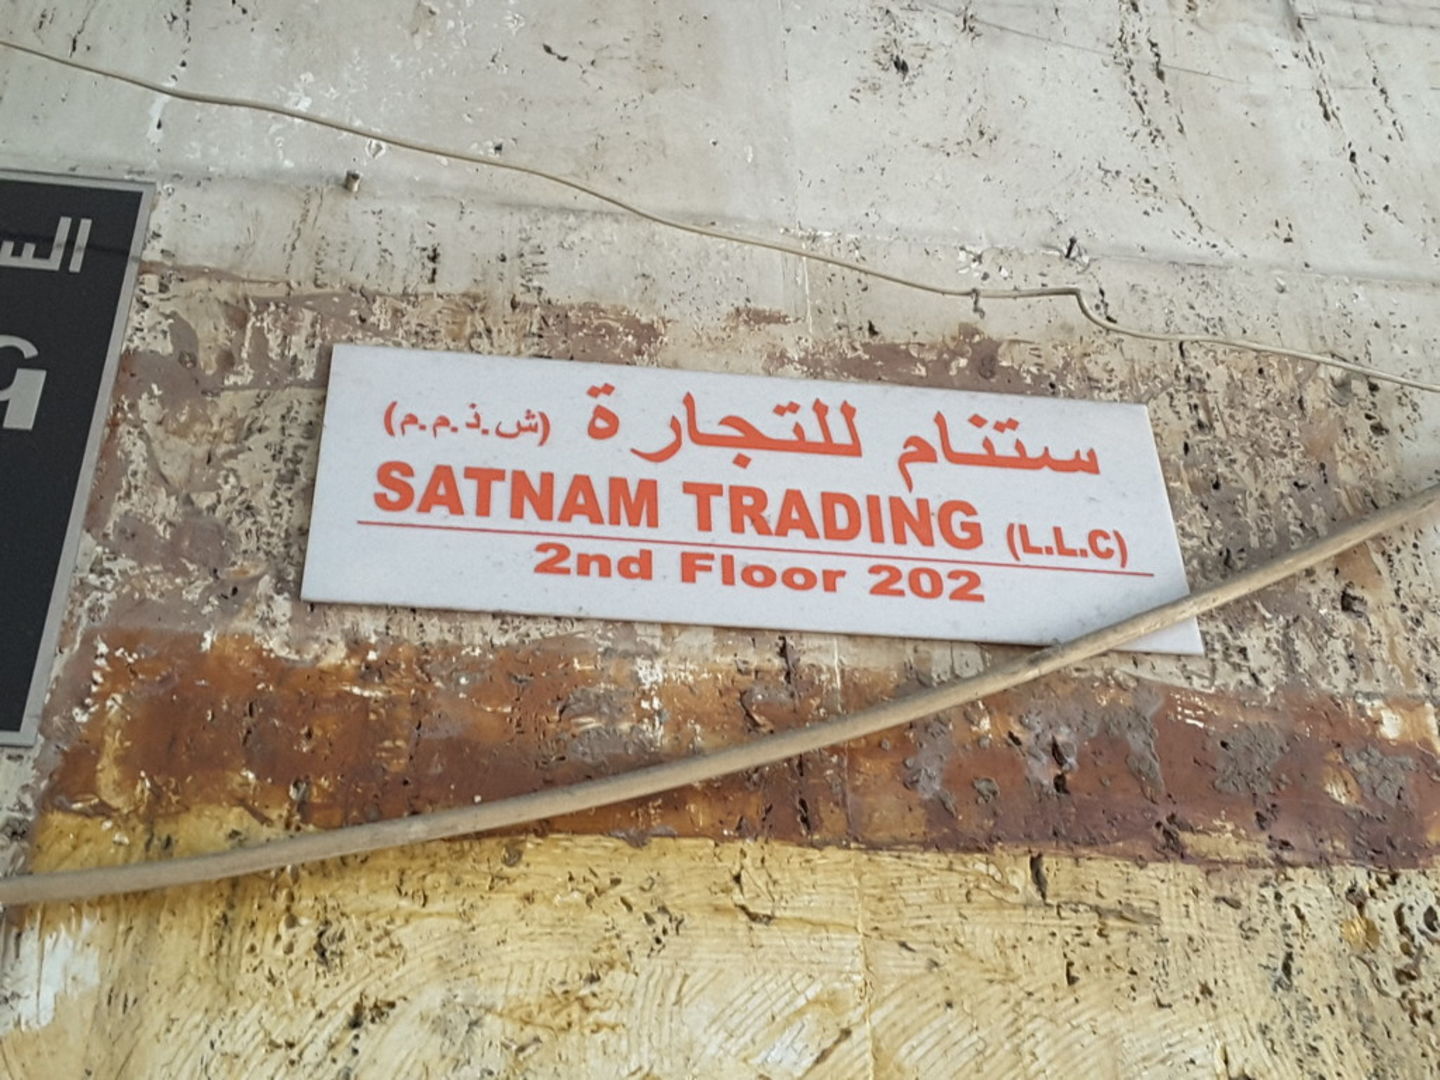 ستنام للتجارة (ش.ذ.م.م)
SATNAM TRADING (L.L.C)
2nd Floor 202